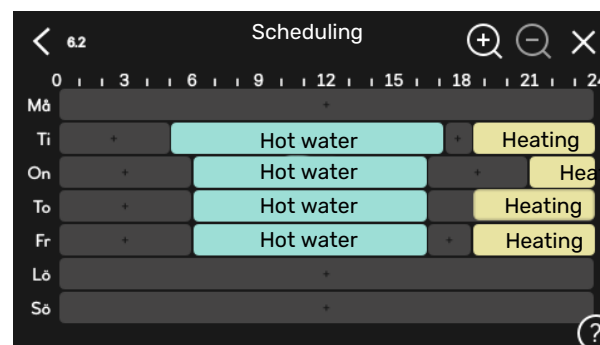 6.2 Scheduling
0 3 6 9 12 15 18 21 24
Må +
Ti + Hot water + Heating
On + Hot water + Hea
To + Hot water Heating
Fr + Hot water + Heating
Lö +
Sö +
?